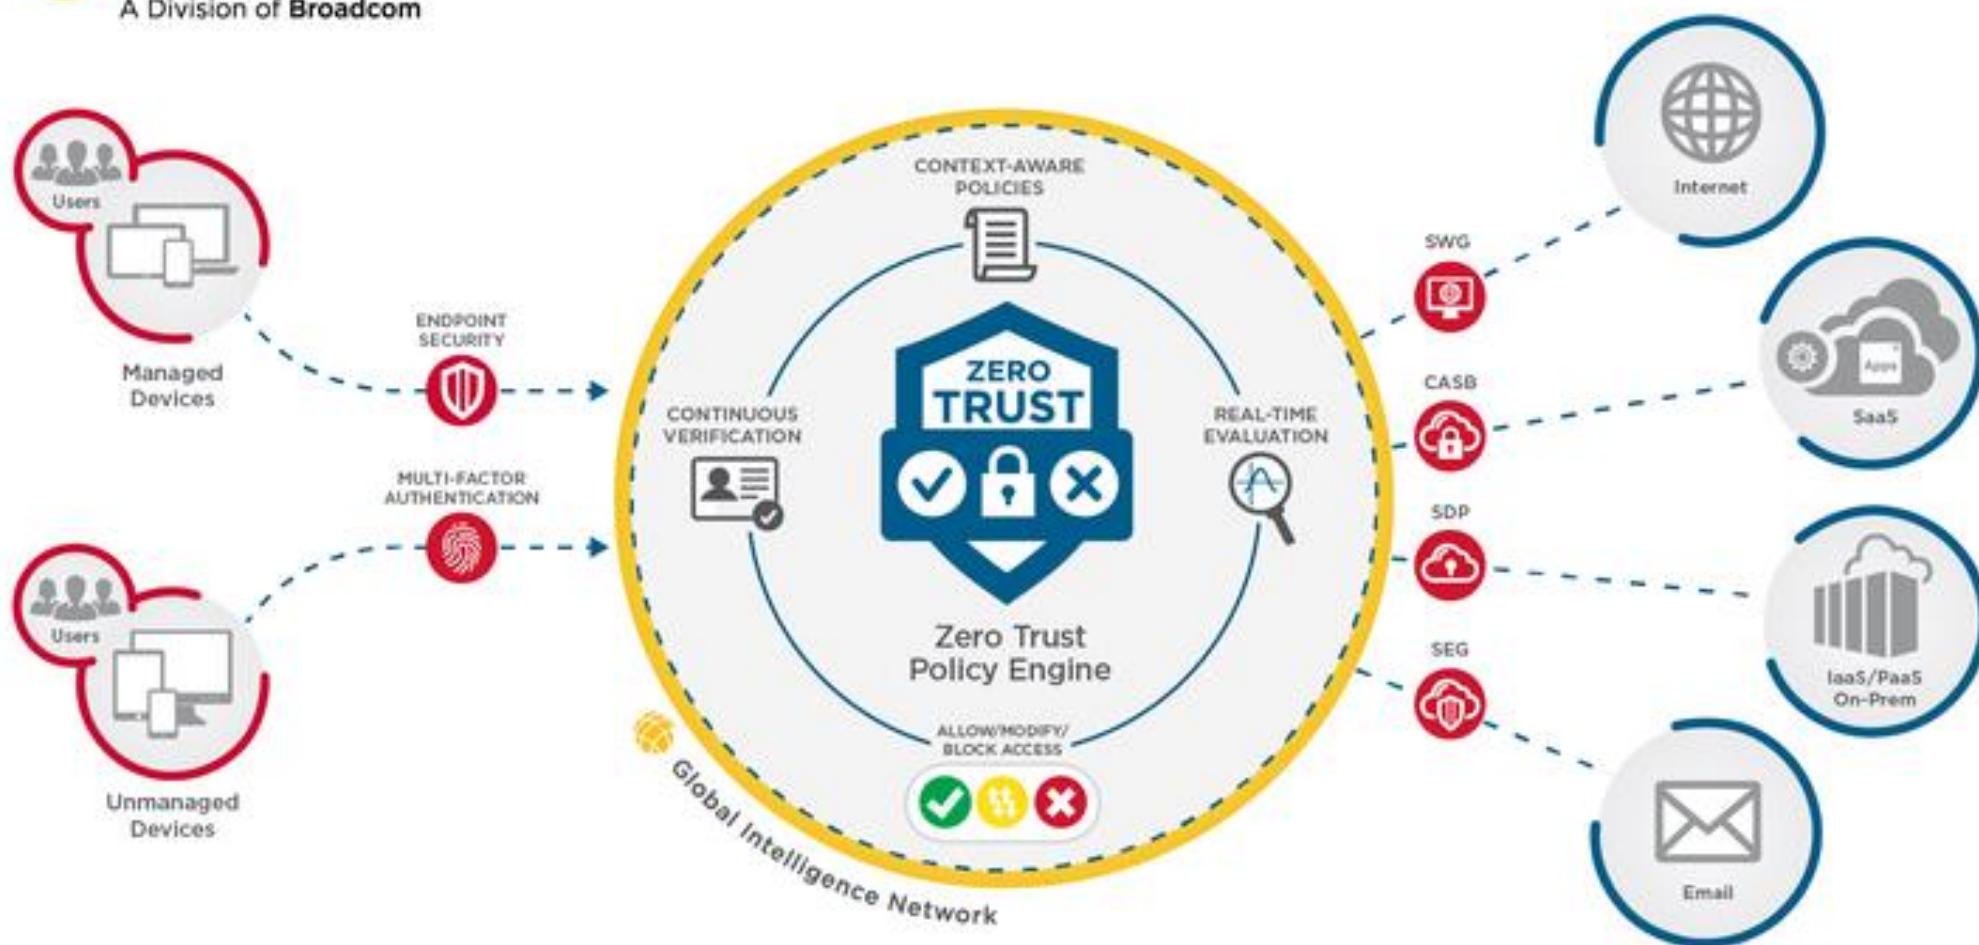 A Division of Broadcom
Users
Managed
Devices
ENDPOINT
SECURITY
MULTI-FACTOR
AUTHENTICATION
Users
Unmanaged
Devices
CONTEXT-AWARE
POLICIES
CONTINUOUS
VERIFICATION
ZERO
TRUST
REAL-TIME
EVALUATION
Zero Trust
Policy Engine
ALLOW/MODIFY/
BLOCK ACCESS
Global Intelligence Network
SWG
CASB
SDP
SEG
Internet
Apps
SaaS
IaaS/PaaS
On-Prem
Email